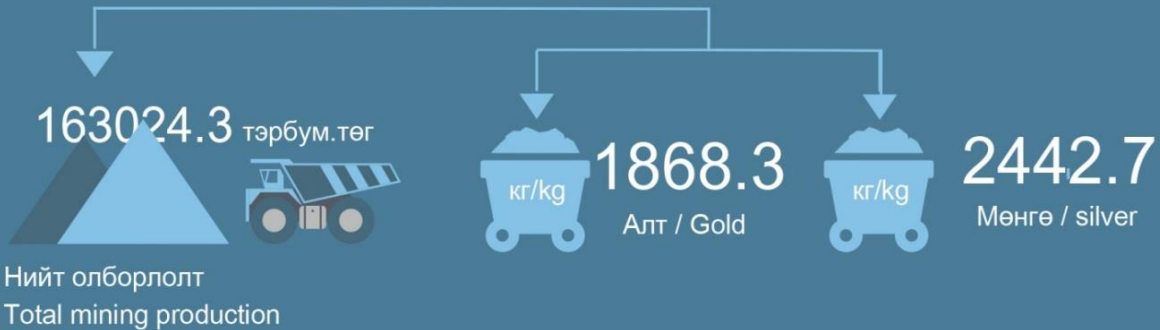 163024.3 тэрбум.төг
кг/kg
1868.3
Алт / Gold
кг/kg
2442.7
Мөнгө / silver
Нийт олборлолт
Total mining production